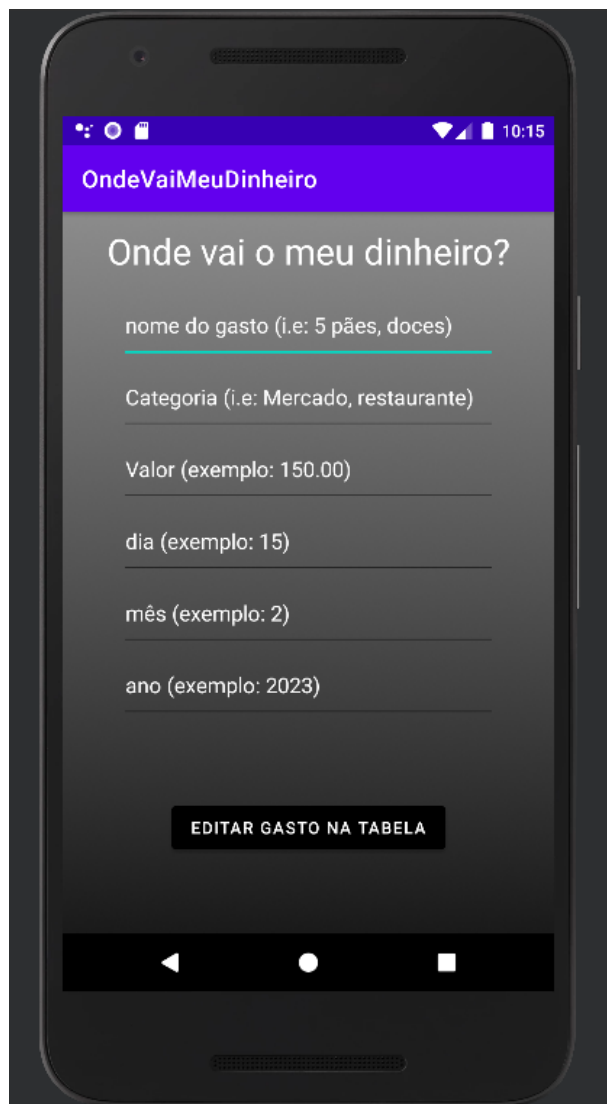 10:15
OndeVaiMeuDinheiro
Onde vai o meu dinheiro?
nome do gasto (i.e: 5 pães, doces)
Categoria (i.e: Mercado, restaurante)
Valor (exemplo: 150.00)
dia (exemplo: 15)
mês (exemplo: 2)
ano (exemplo: 2023)
EDITAR GASTO NA TABELA